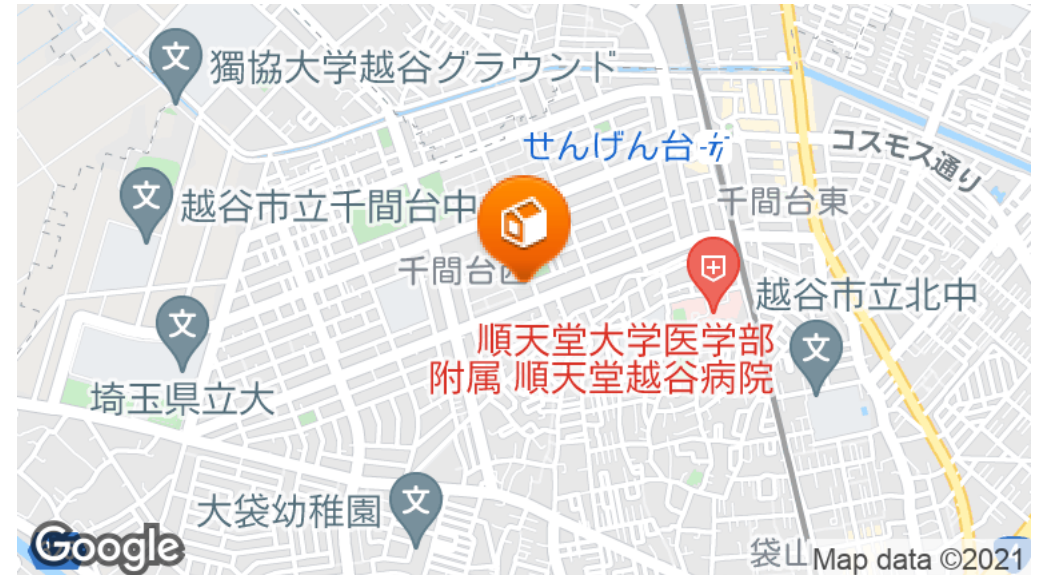 獨協大学越谷グラウンド
せんげん台
コスモス通り
越谷市立千間台中
千間台東
千間台西
越谷市立北中
順天堂大学医学部
附属 順天堂越谷病院
埼玉県立大
大袋幼稚園
袋山
Google
Map data ©2021